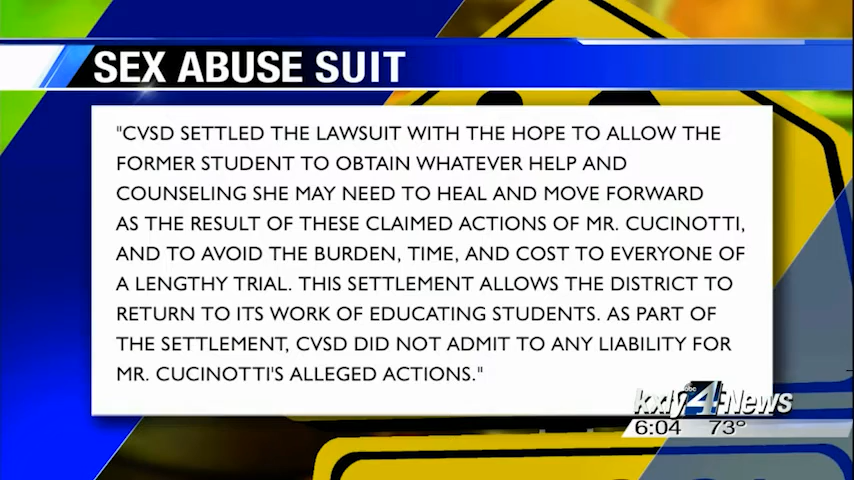 SEX ABUSE SUIT
"CVSD SETTLED THE LAWSUIT WITH THE HOPE TO ALLOW THE
FORMER STUDENT TO OBTAIN WHATEVER HELP AND
COUNSELING SHE MAY NEED TO HEAL AND MOVE FORWARD
AS THE RESULT OF THESE CLAIMED ACTIONS OF MR. CUCINOTTI,
AND TO AVOID THE BURDEN, TIME, AND COST TO EVERYONE OF
A LENGTHY TRIAL. THIS SETTLEMENT ALLOWS THE DISTRICT TO
RETURN TO ITS WORK OF EDUCATING STUDENTS. AS PART OF
THE SETTLEMENT, CVSD DID NOT ADMIT TO ANY LIABILITY FOR
MR. CUCINOTTI'S ALLEGED ACTIONS."
kxly abc 4 News
6:04 73°